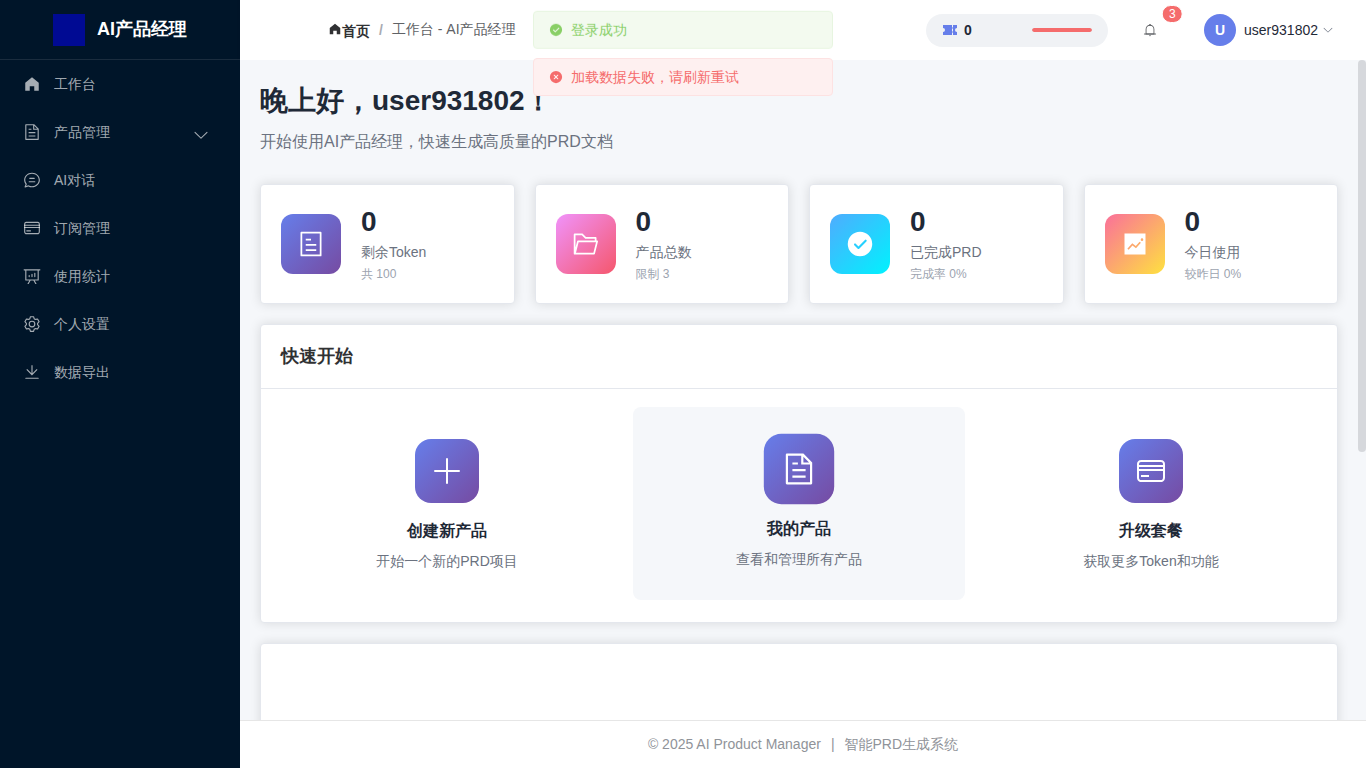 AI产品经理
首页 / 工作台 - AI产品经理
登录成功
0
3
U
user931802
加载数据失败，请刷新重试
工作台
产品管理
AI对话
订阅管理
使用统计
个人设置
数据导出
晚上好，user931802！
开始使用AI产品经理，快速生成高质量的PRD文档
0
剩余Token
共 100
0
产品总数
限制 3
0
已完成PRD
完成率 0%
0
今日使用
较昨日 0%
快速开始
创建新产品
开始一个新的PRD项目
我的产品
查看和管理所有产品
升级套餐
获取更多Token和功能
© 2025 AI Product Manager | 智能PRD生成系统